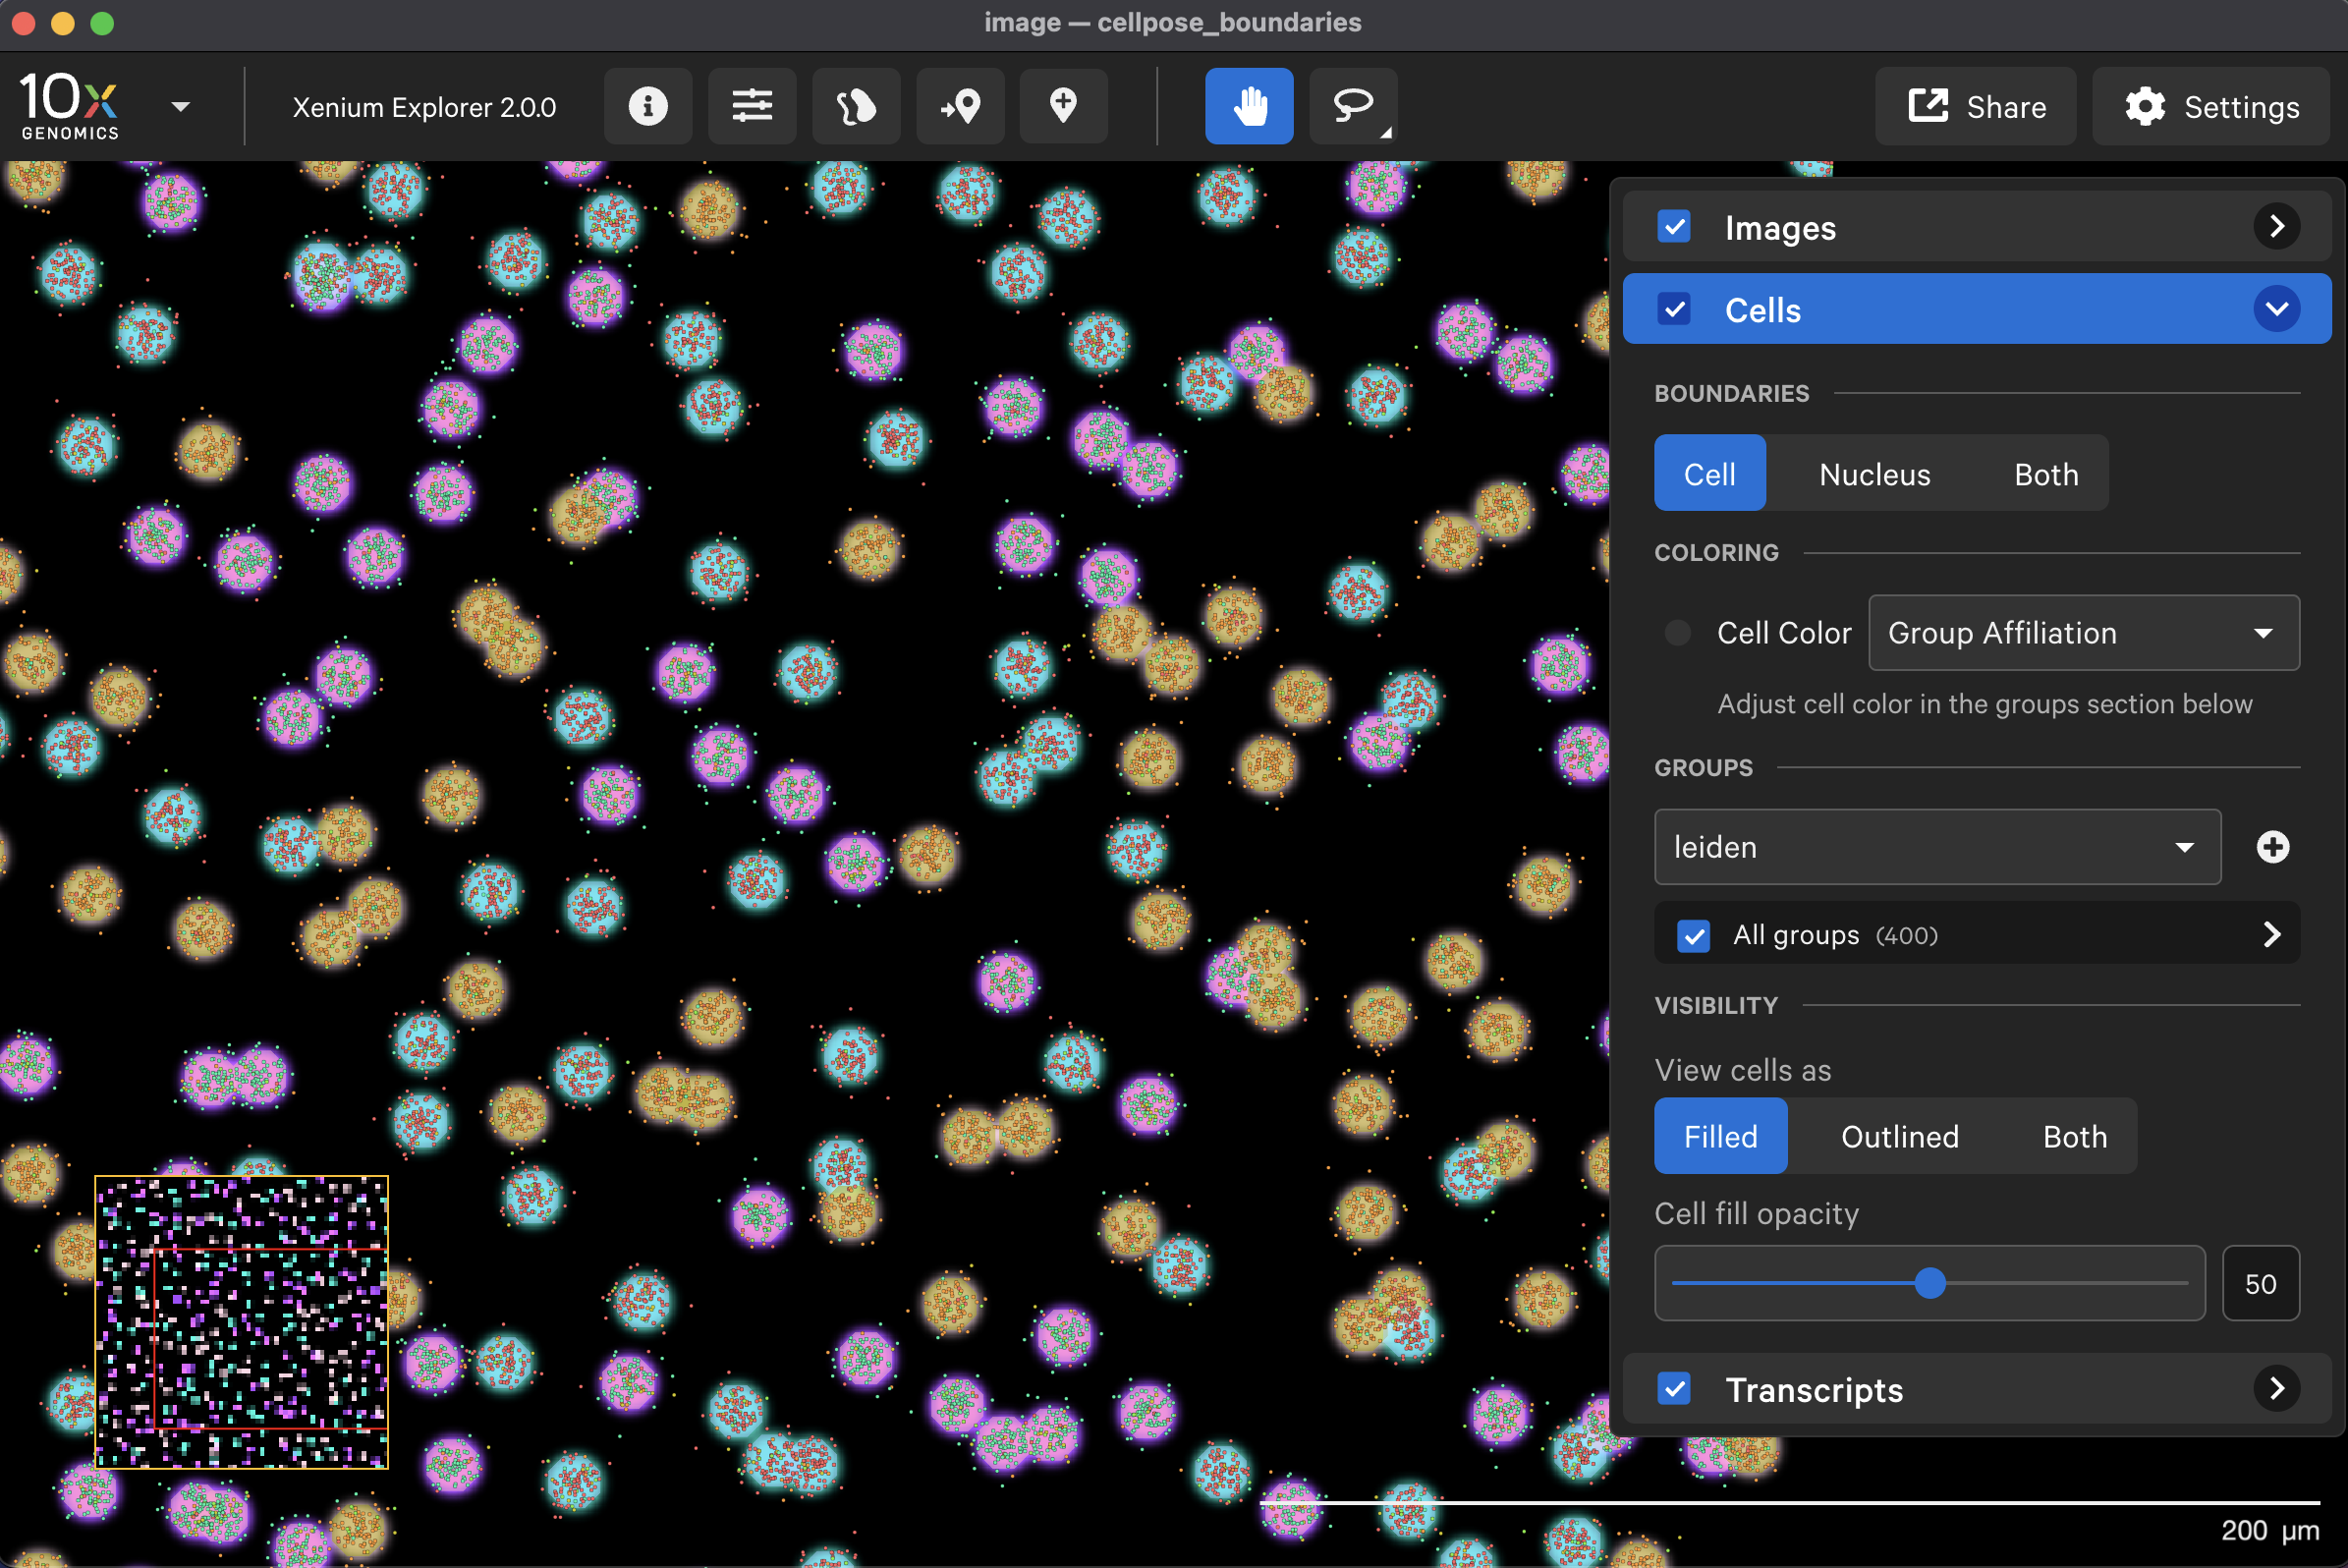 image — cellpose_boundaries
10x
GENOMICS
Xenium Explorer 2.0.0
Share
Settings
Images
Cells
BOUNDARIES
Cell Nucleus Both
COLORING
Cell Color Group Affiliation
Adjust cell color in the groups section below
GROUPS
leiden
All groups (400)
VISIBILITY
View cells as
Filled Outlined Both
Cell fill opacity
50
Transcripts
200 µm